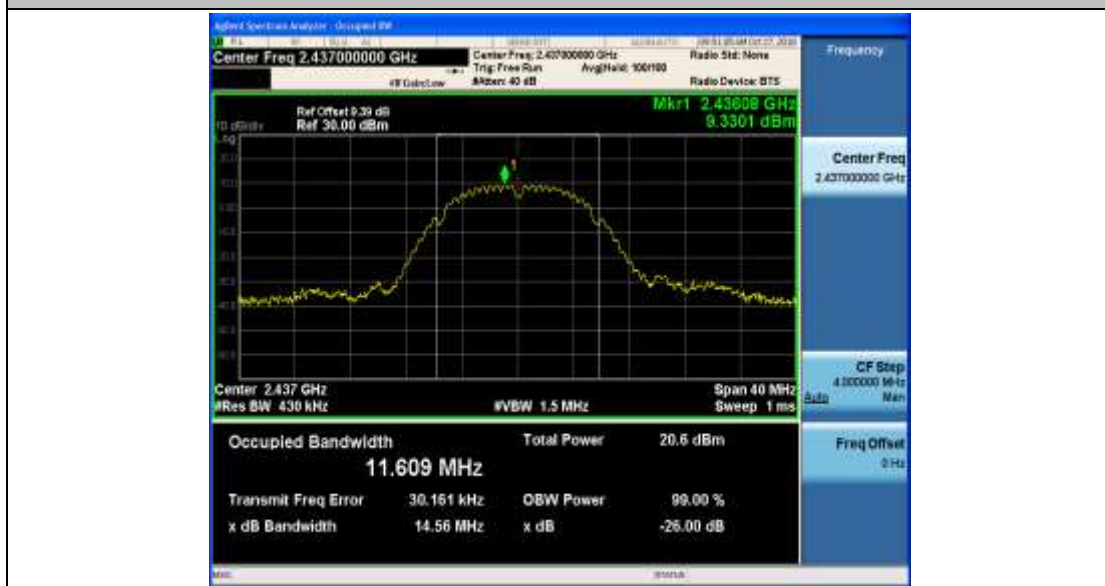 Agilent Spectrum Analyzer - Occupied BW
Center Freq 2.437000000 GHz
Center Freq: 2.437000000 GHz
Radio Std: None
Trig: Free Run
Avg|Hold: 100/100
#IFGain:Low
#Atten: 40 dB
Radio Device: BTS
Ref Offset 9.39 dB
Mkr1 2.43608 GHz
10 dB/div
Ref 30.00 dBm
9.3301 dBm
Log
1
Center 2.437 GHz
Span 40 MHz
#Res BW 430 kHz
#VBW 1.5 MHz
Sweep 1 ms
Occupied Bandwidth
Total Power
20.6 dBm
11.609 MHz
Transmit Freq Error
30.161 kHz
OBW Power
99.00 %
x dB Bandwidth
14.56 MHz
x dB
-26.00 dB
Frequency
Center Freq
2.437000000 GHz
CF Step
4.000000 MHz
Auto
Man
Freq Offset
0 Hz
MSG
STATUS